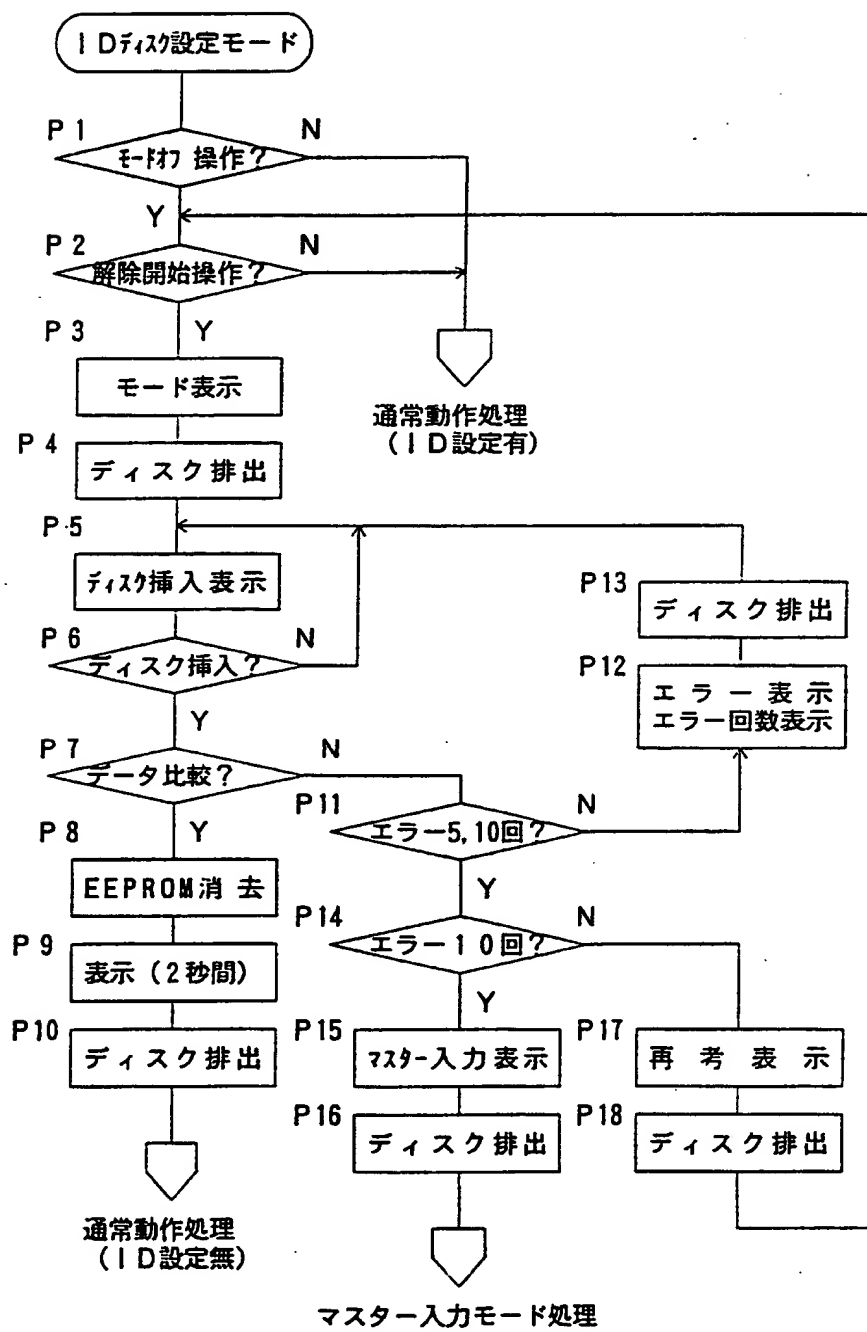 IDディスク設定モード
P1
N
モードオフ 操作?
Y
P2
N
解除開始操作?
P3
Y
モード表示
通常動作処理
(ID設定有)
P4
ディスク排出
P5
ディスク挿入表示
P6
N
ディスク挿入?
Y
P13
ディスク排出
P12
エラー表示
エラー回数表示
P7
N
データ比較?
P11
N
エラー5,10回?
P8
Y
EEPROM消去
Y
P14
N
エラー10回?
P9
表示(2秒間)
Y
P10
ディスク排出
P15
マスター入力表示
P17
再考表示
P16
ディスク排出
P18
ディスク排出
通常動作処理
(ID設定無)
マスター入力モード処理